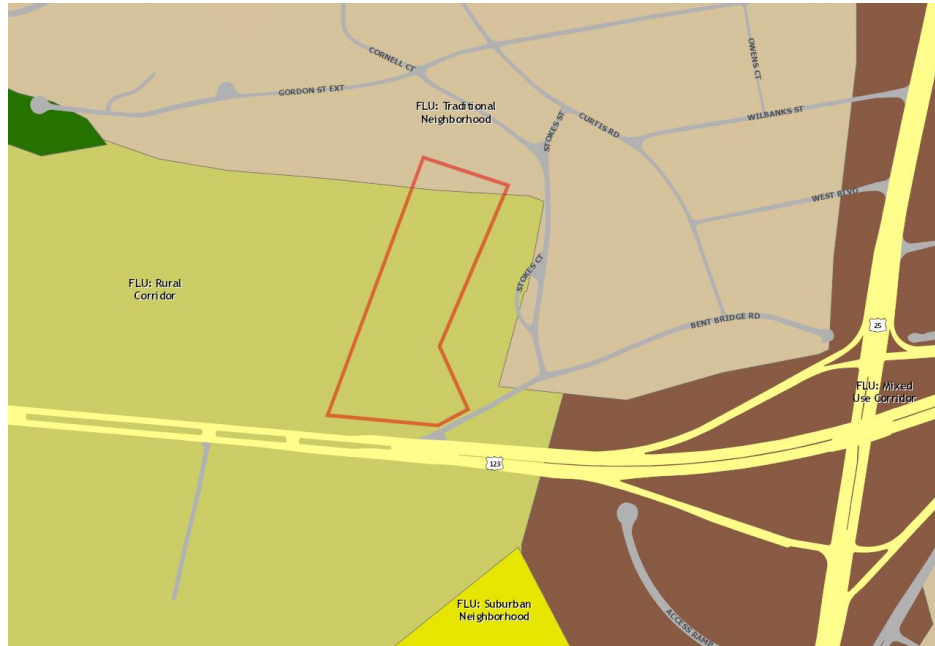 OWENS CT
CORNELL CT
GORDON ST EXT
FLU: Traditional
Neighborhood
STOKES ST
CURTIS RD
WILBANKS ST
WEST BLVD
STOKES CT
FLU: Rural
Corridor
BENT BRIDGE RD
25
FLU: Mixed
Use Corridor
123
FLU: Suburban
Neighborhood
ACCESS RAMP